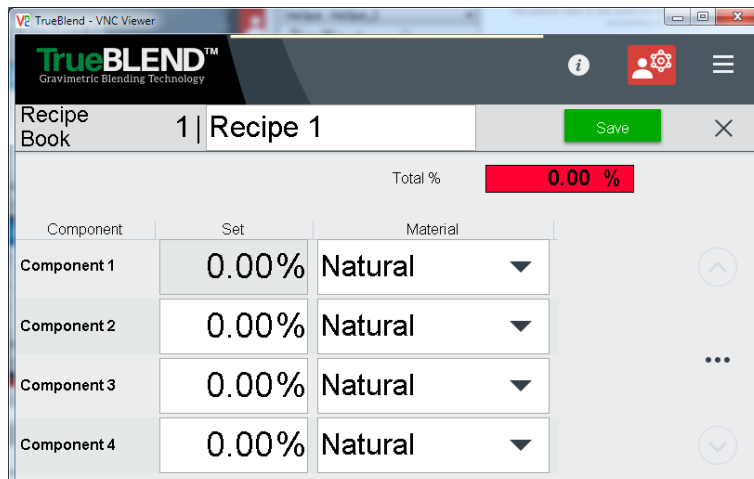 TrueBlend - VNC Viewer
TrueBLEND™
Gravimetric Blending Technology
Recipe Book 1| Recipe 1 Save
Total % 0.00 %
Component Set Material
Component 1 0.00% Natural
Component 2 0.00% Natural
Component 3 0.00% Natural
Component 4 0.00% Natural